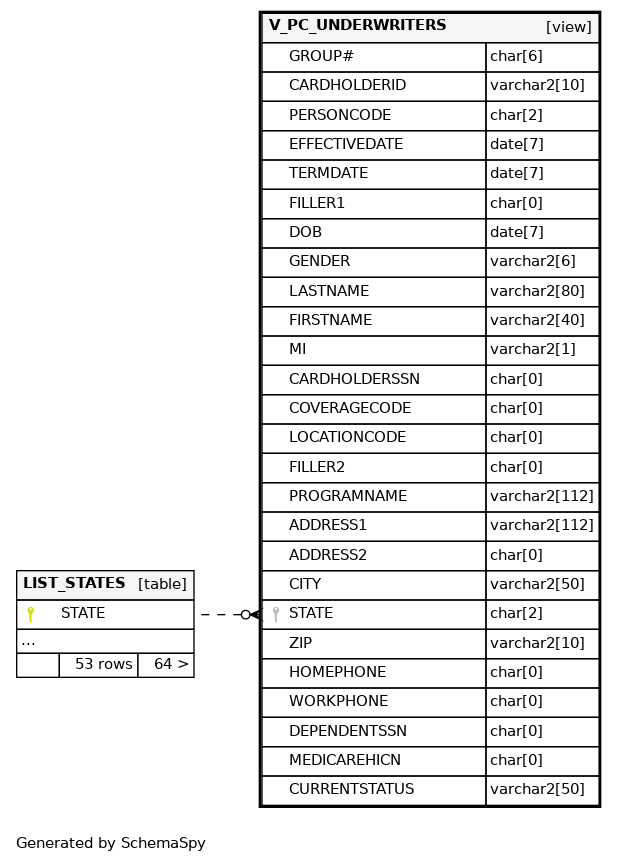 V_PC_UNDERWRITERS [view]
GROUP# char[6]
CARDHOLDERID varchar2[10]
PERSONCODE char[2]
EFFECTIVEDATE date[7]
TERMDATE date[7]
FILLER1 char[0]
DOB date[7]
GENDER varchar2[6]
LASTNAME varchar2[80]
FIRSTNAME varchar2[40]
MI varchar2[1]
CARDHOLDERSSN char[0]
COVERAGECODE char[0]
LOCATIONCODE char[0]
FILLER2 char[0]
PROGRAMNAME varchar2[112]
ADDRESS1 varchar2[112]
ADDRESS2 char[0]
CITY varchar2[50]
STATE char[2]
ZIP varchar2[10]
HOMEPHONE char[0]
WORKPHONE char[0]
DEPENDENTSSN char[0]
MEDICAREHICN char[0]
CURRENTSTATUS varchar2[50]
LIST_STATES [table]
STATE
...
53 rows 64 >
Generated by SchemaSpy